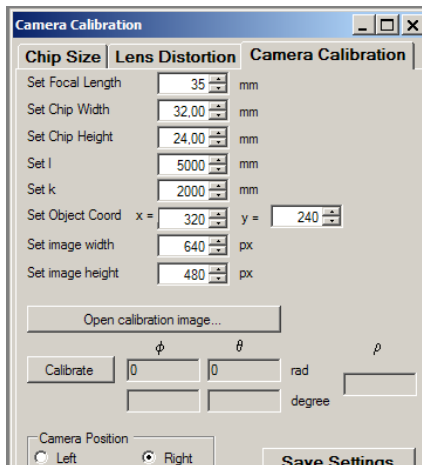 Camera Calibration
Chip Size Lens Distortion Camera Calibration
Set Focal Length 35 mm
Set Chip Width 32,00 mm
Set Chip Height 24,00 mm
Set l 5000 mm
Set k 2000 mm
Set Object Coord x = 320 y = 240
Set image width 640 px
Set image height 480 px
Open calibration image...
ϕ θ ρ
Calibrate 0 0 rad
degree
Camera Position
Left Right Save Settings